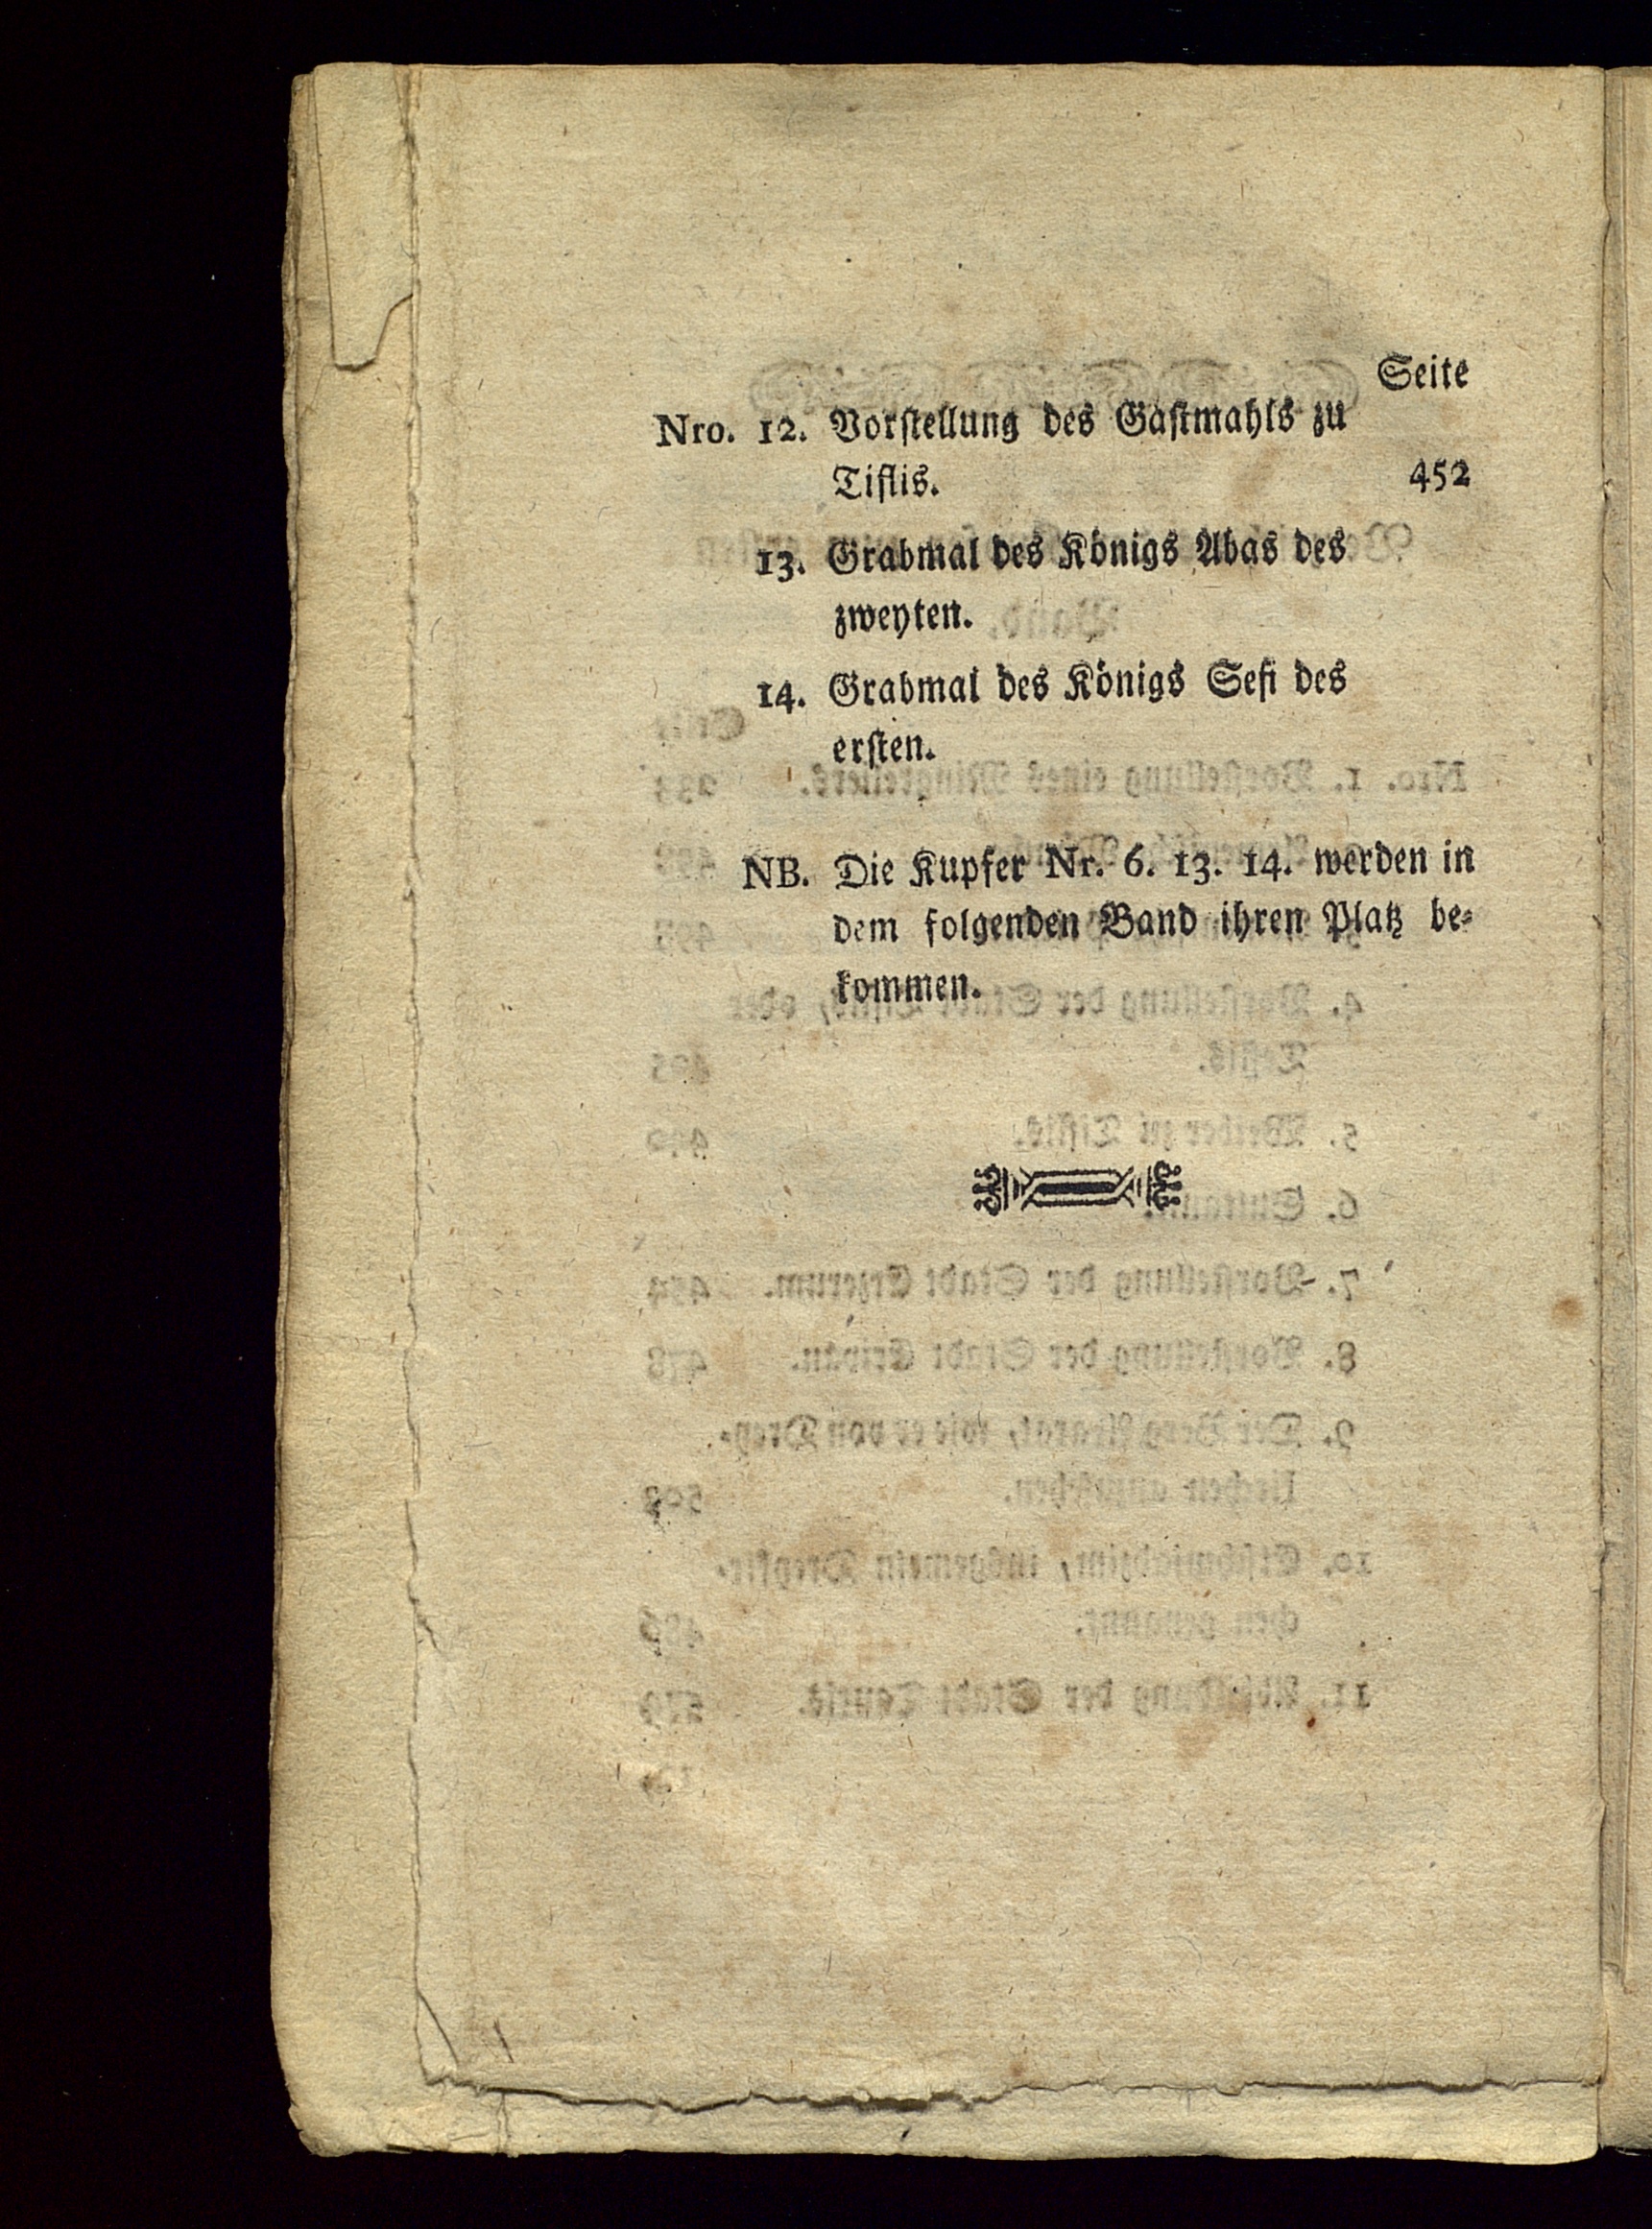 Seite
Nro. 12. Vorſtellung des Gaſtmahls zu
Tiflis. 452
13. Grabmal des Königs Abas des
zweyten.
14. Grabmal des Königs Sefi des
erſten.
NB. Die Kupfer Nr. 6. 13. 14. werden in
dem folgenden Band ihren Platz be⸗
kommen.